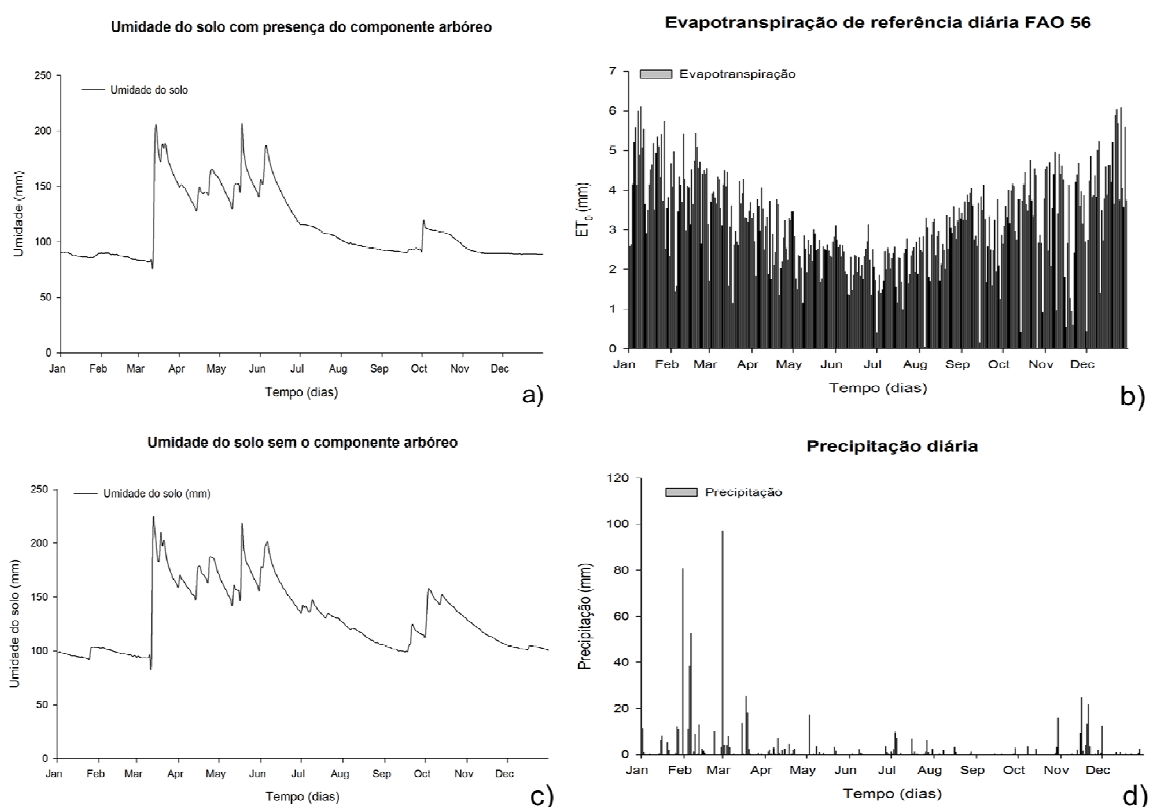 Umidade do solo com presença do componente arbóreo
Umidade do solo
Umidade (mm)
250
200
150
100
50
0
Jan Feb Mar Apr May Jun Jul Aug Sep Oct Nov Dec
Tempo (dias)
a)
Evapotranspiração de referência diária FAO 56
Evapotranspiração
ET0 (mm)
7
6
5
4
3
2
1
0
Jan Feb Mar Apr May Jun Jul Aug Sep Oct Nov Dec
Tempo (dias)
b)
Umidade do solo sem o componente arbóreo
Umidade do solo (mm)
Umidade do solo (mm)
250
200
150
100
50
0
Jan Feb Mar Apr May Jun Jul Aug Sep Oct Nov Dec
Tempo (dias)
c)
Precipitação diária
Precipitação
Precipitação (mm)
120
100
80
60
40
20
0
Jan Feb Mar Apr May Jun Jul Aug Sep Oct Nov Dec
Tempo (dias)
d)